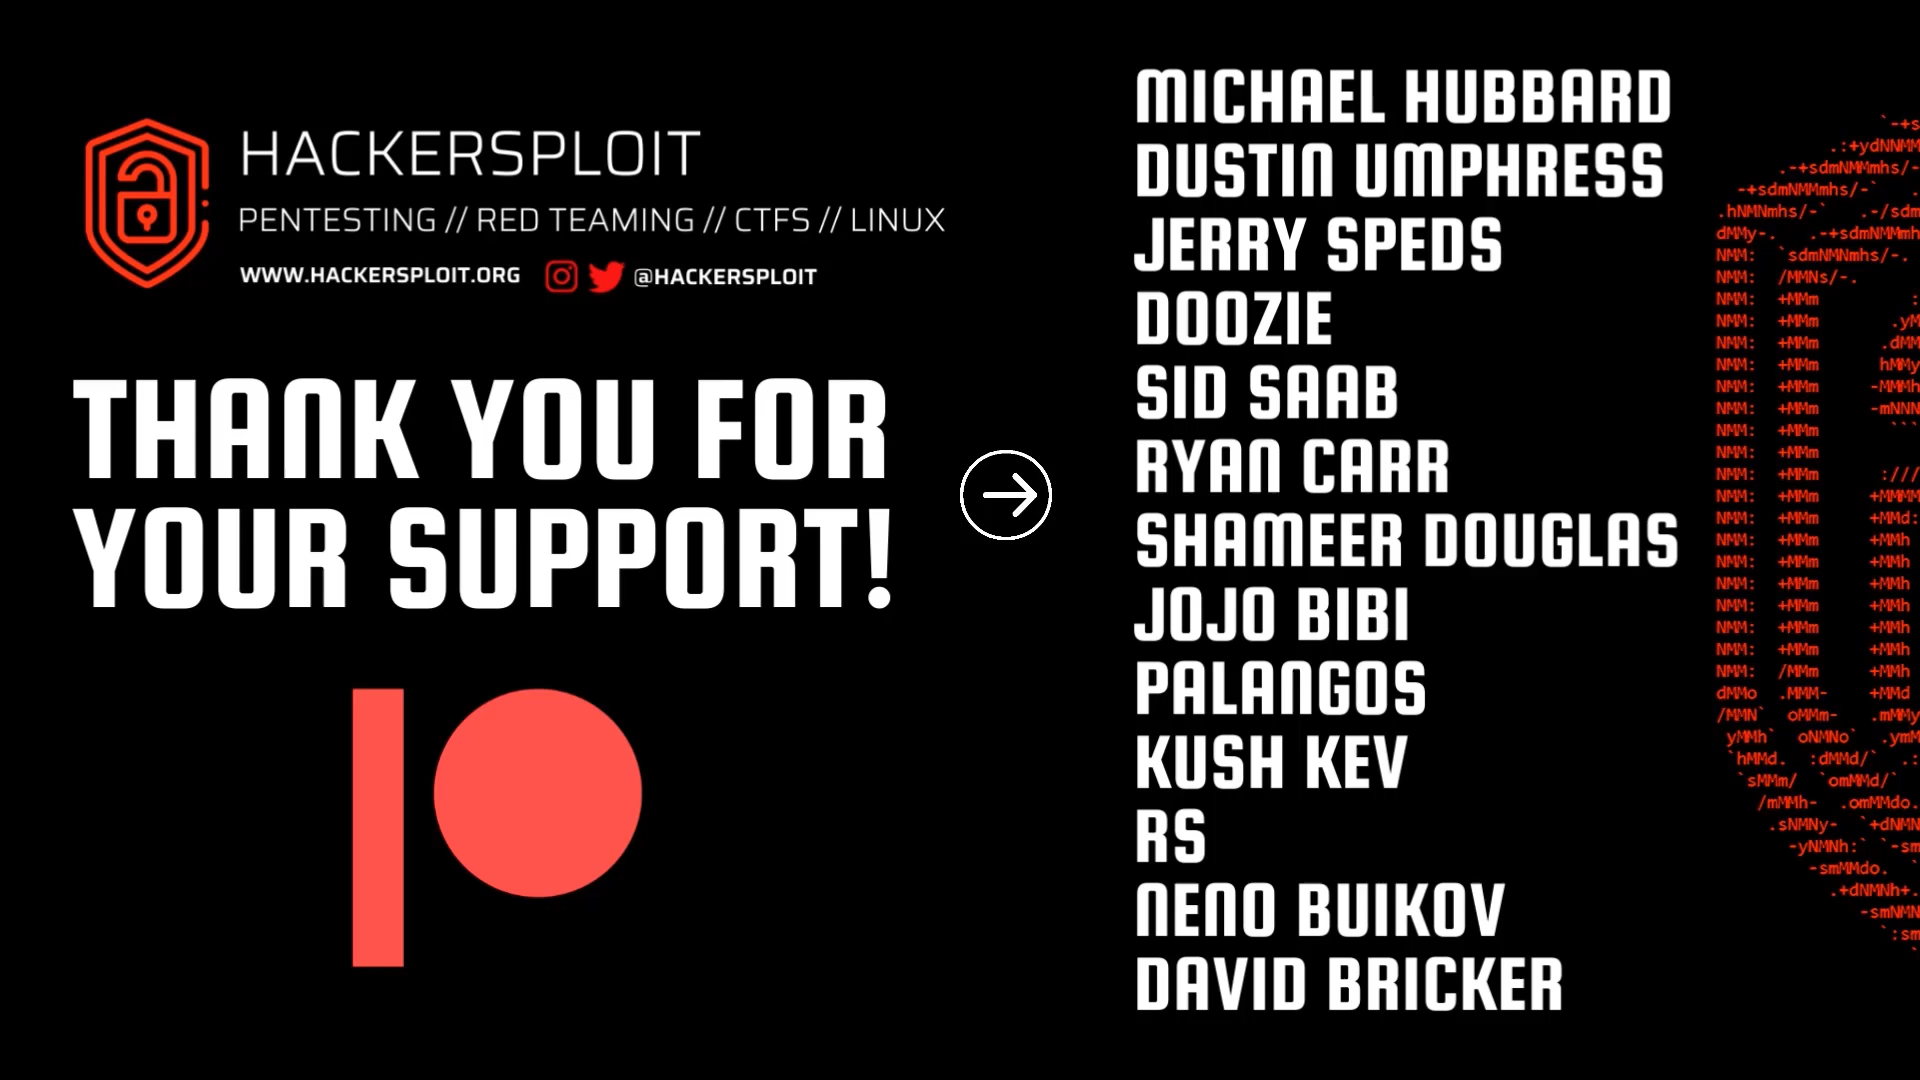 HACKERSPLOIT
PENTESTING // RED TEAMING // CTFS // LINUX
WWW.HACKERSPLOIT.ORG @HACKERSPLOIT
THANK YOU FOR
YOUR SUPPORT!
MICHAEL HUBBARD
DUSTIN UMPHRESS
JERRY SPEDS
DOOZIE
SID SAAB
RYAN CARR
SHAMEER DOUGLAS
JOJO BIBI
PALANGOS
KUSH KEV
RS
NENO BUIKOV
DAVID BRICKER